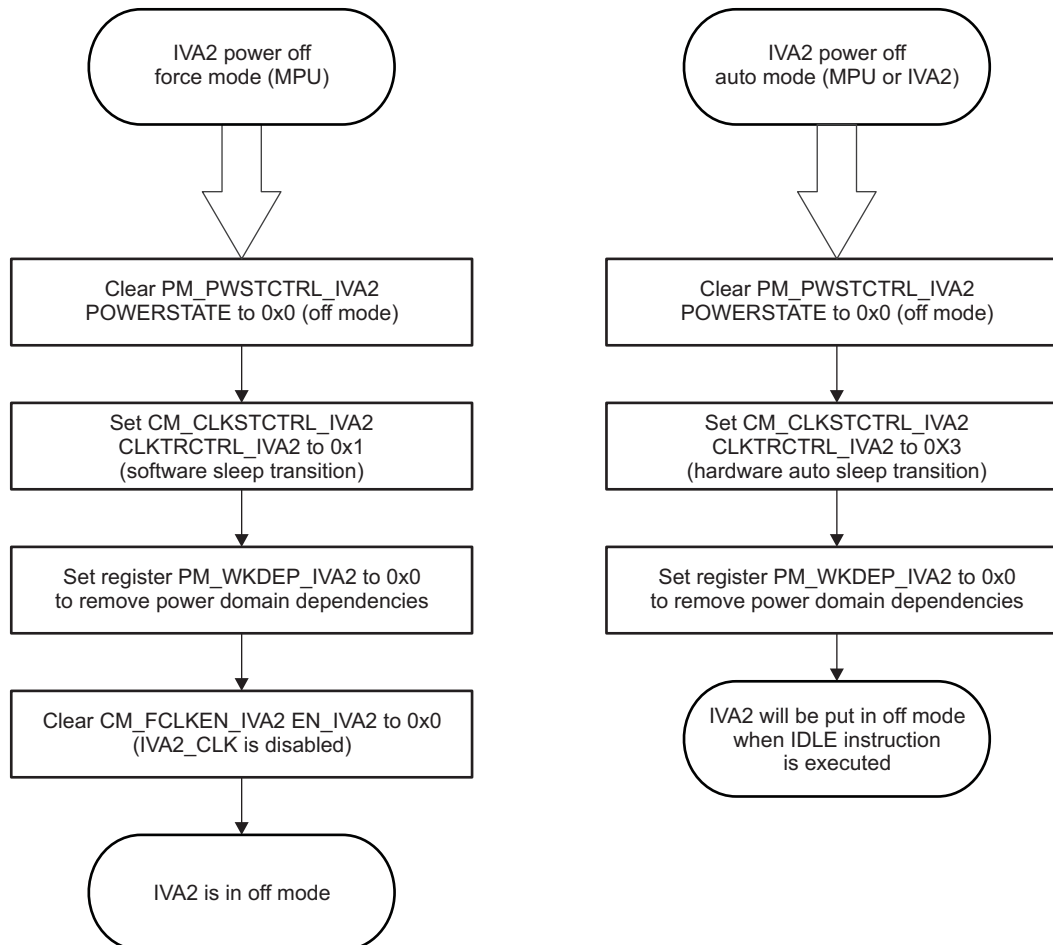 IVA2 power off
force mode (MPU)
Clear PM_PWSTCTRL_IVA2
POWERSTATE to 0x0 (off mode)
Set CM_CLKSTCTRL_IVA2
CLKTRCTRL_IVA2 to 0x1
(software sleep transition)
Set register PM_WKDEP_IVA2 to 0x0
to remove power domain dependencies
Clear CM_FCLKEN_IVA2 EN_IVA2 to 0x0
(IVA2_CLK is disabled)
IVA2 is in off mode
IVA2 power off
auto mode (MPU or IVA2)
Clear PM_PWSTCTRL_IVA2
POWERSTATE to 0x0 (off mode)
Set CM_CLKSTCTRL_IVA2
CLKTRCTRL_IVA2 to 0X3
(hardware auto sleep transition)
Set register PM_WKDEP_IVA2 to 0x0
to remove power domain dependencies
IVA2 will be put in off mode
when IDLE instruction
is executed